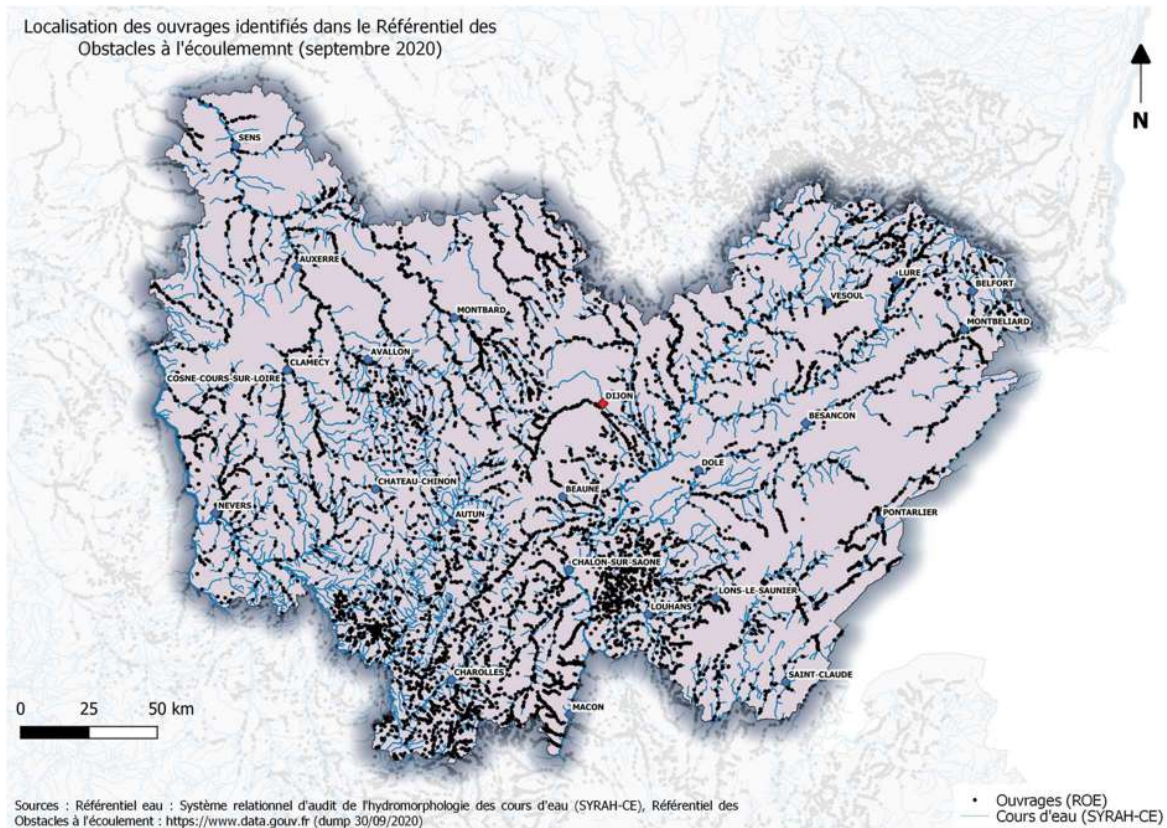 Localisation des ouvrages identifiés dans le Référentiel des
Obstacles à l'écoulememnt (septembre 2020)
N
SENS
AUXERRE
LURE
BELFORT
VESOUL
MONTBARD
MONTBELIARD
AVALLON
CLAMECY
COSNE-COURS-SUR-LOIRE
DIJON
BESANCON
DOLE
CHATEAU-CHINON
BEAUNE
NEVERS
AUTUN
PONTARLIER
CHALON-SUR-SAONE
LONS-LE-SAUNIER
LOUHANS
CHAROLLES
SAINT-CLAUDE
MACON
0 25 50 km
Sources : Référentiel eau : Système relationnel d'audit de l'hydromorphologie des cours d'eau (SYRAH-CE), Référentiel des
Obstacles à l'écoulement : https://www.data.gouv.fr (dump 30/09/2020)
Ouvrages (ROE)
Cours d'eau (SYRAH-CE)